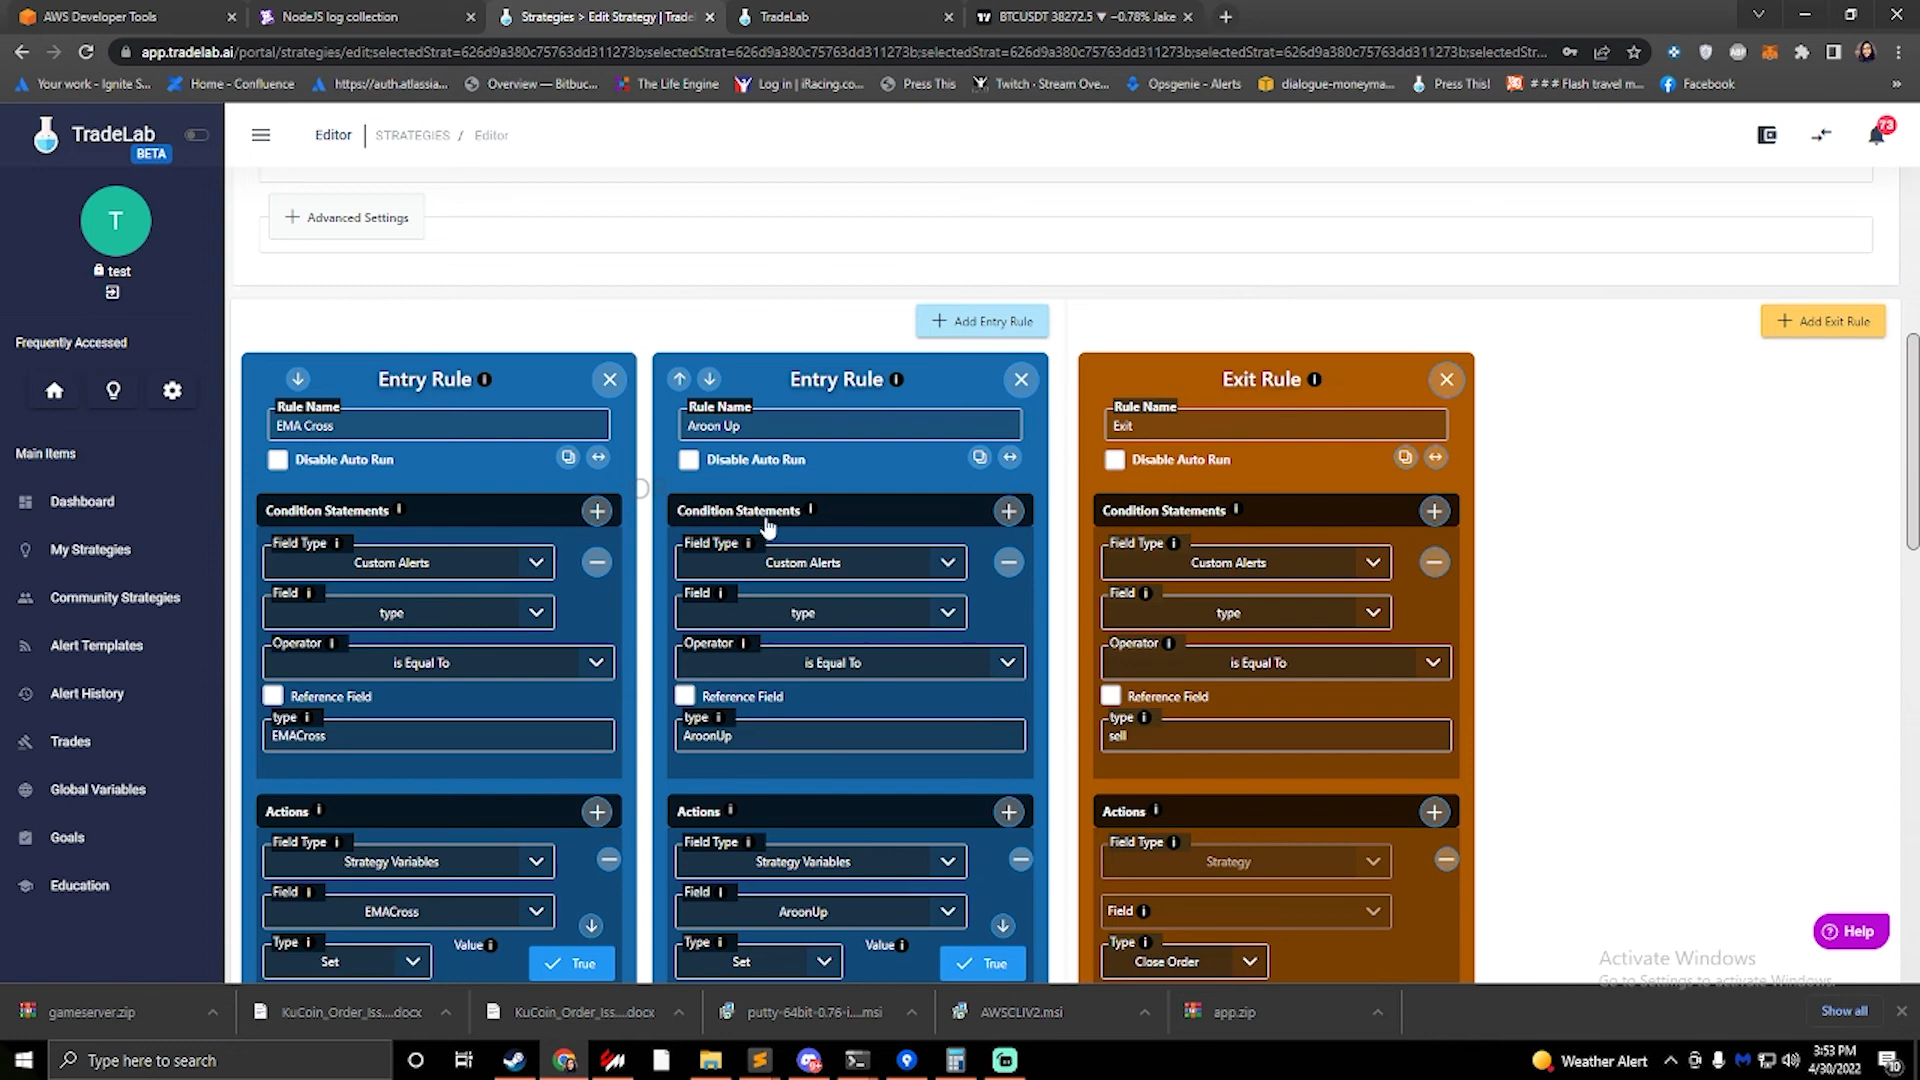 AWS Developer Tools
NodeJS log collection
Strategies > Edit Strategy | Trade
TradeLab
BTCUSDT 38272.5 ▼ −0.78% Jake
app.tradelab.ai/portal/strategies/edit;selectedStrat=626d9a380c75763dd311273b;selectedStrat=626d9a380c75763dd311273b;selectedStrat=626d9a380c75763dd311273b;selectedStrat=626d9a380c75763dd311273b;selectedStr...
Your work - Ignite S...
Home - Confluence
https://auth.atlassia...
Overview — Bitbuc...
The Life Engine
Log in | iRacing.co...
Press This
Twitch - Stream Ove...
Opsgenie - Alerts
dialogue-moneyma...
Press This!
# # # Flash travel m...
Facebook
»
TradeLab
BETA
Editor
STRATEGIES / Editor
73
T
test
Frequently Accessed
Main Items
Dashboard
My Strategies
Community Strategies
Alert Templates
Alert History
Trades
Global Variables
Goals
Education
+ Advanced Settings
+ Add Entry Rule
+ Add Exit Rule
Entry Rule
Rule Name
EMA Cross
Disable Auto Run
Condition Statements
Field Type
Custom Alerts
Field
type
Operator
is Equal To
Reference Field
type
EMACross
Actions
Field Type
Strategy Variables
Field
EMACross
Type
Set
Value
True
Entry Rule
Rule Name
Aroon Up
Disable Auto Run
Condition Statements
Field Type
Custom Alerts
Field
type
Operator
is Equal To
Reference Field
type
AroonUp
Actions
Field Type
Strategy Variables
Field
AroonUp
Type
Set
Value
True
Exit Rule
Rule Name
Exit
Disable Auto Run
Condition Statements
Field Type
Custom Alerts
Field
type
Operator
is Equal To
Reference Field
type
sell
Actions
Field Type
Strategy
Field
Type
Close Order
Help
Activate Windows
Go to Settings to activate Windows.
gameserver.zip
KuCoin_Order_Iss....docx
KuCoin_Order_Iss....docx
putty-64bit-0.76-i....msi
AWSCLIV2.msi
app.zip
Show all
Type here to search
Weather Alert
3:53 PM
4/30/2022
10